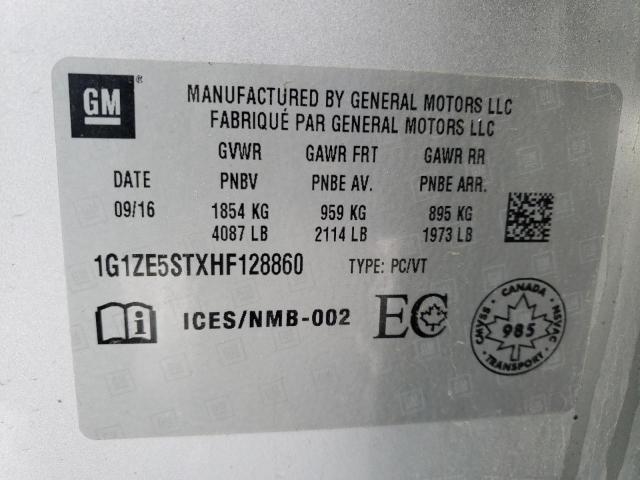 GM ®
MANUFACTURED BY GENERAL MOTORS LLC
FABRIQUÉ PAR GENERAL MOTORS LLC
GVWR GAWR FRT GAWR RR
DATE PNBV PNBE AV. PNBE ARR.
09/16 1854 KG 959 KG 895 KG
4087 LB 2114 LB 1973 LB
1G1ZE5STXHF128860 TYPE: PC/VT
i ICES/NMB-002 EC
CANADA
CMVSS 985 NSVAC
TRANSPORT